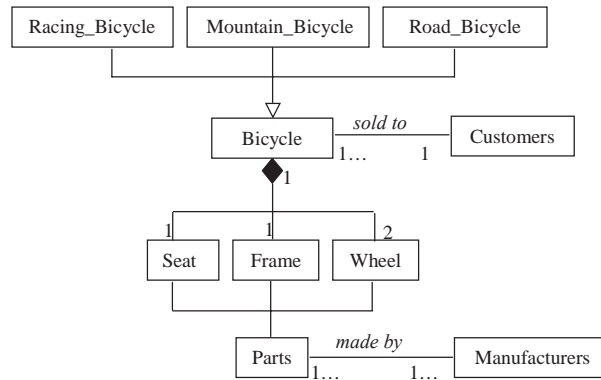 Racing_Bicycle Mountain_Bicycle Road_Bicycle
sold to
Bicycle Customers
1… 1
1
1 1 2
Seat Frame Wheel
made by
Parts Manufacturers
1… 1…